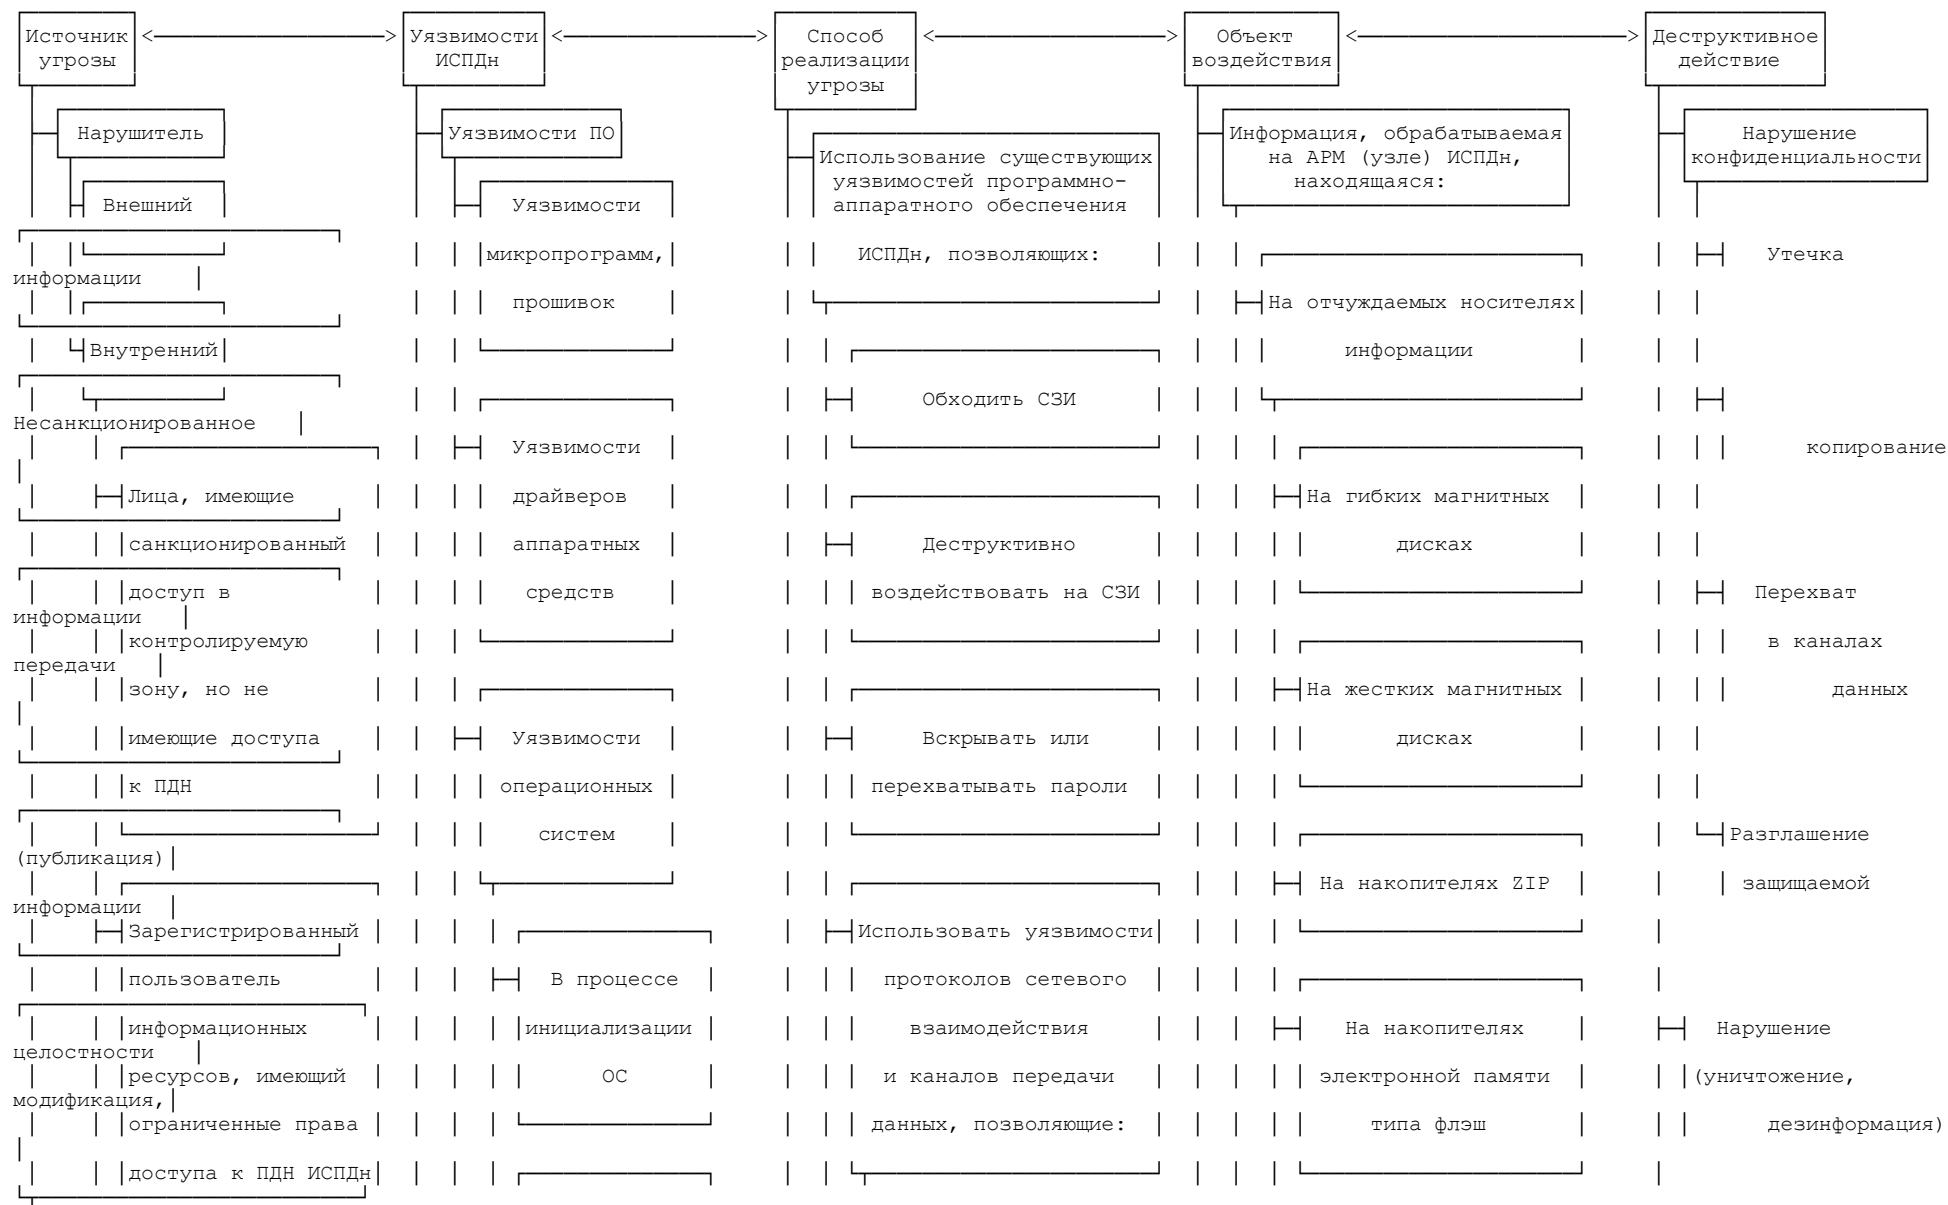 Источник <——————————————————> Уязвимости <———————————————> Способ <———————————————————> Объект <—————————————————————> Деструктивное
угрозы ИСПДн реализации воздействия действие
угрозы
Нарушитель Уязвимости ПО Информация, обрабатываемая Нарушение
Использование существующих на АРМ (узле) ИСПДн, конфиденциальности
уязвимостей программно- находящаяся:
Внешний Уязвимости аппаратного обеспечения
микропрограмм, ИСПДн, позволяющих: Утечка
информации
прошивок На отчуждаемых носителях
Внутренний информации
Обходить СЗИ
Несанкционированное
Уязвимости копирование
Лица, имеющие драйверов На гибких магнитных
санкционированный аппаратных Деструктивно дисках
доступ в средств воздействовать на СЗИ Перехват
информации
контролируемую в каналах
передачи
зону, но не На жестких магнитных данных
имеющие доступа Уязвимости Вскрывать или дисках
к ПДН операционных перехватывать пароли
систем Разглашение
(публикация)
На накопителях ZIP защищаемой
информации
Зарегистрированный Использовать уязвимости
пользователь В процессе протоколов сетевого
информационных инициализации взаимодействия На накопителях Нарушение
целостности
ресурсов, имеющий ОС и каналов передачи электронной памяти (уничтожение,
модификация,
ограниченные права данных, позволяющие: типа флэш дезинформация)
доступа к ПДН ИСПДн